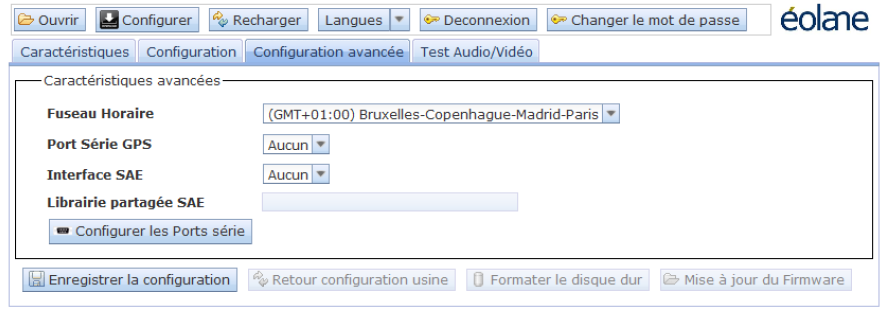 Ouvrir Configurer Recharger Langues Deconnexion Changer le mot de passe éolane
Caractéristiques Configuration Configuration avancée Test Audio/Vidéo
Caractéristiques avancées
Fuseau Horaire (GMT+01:00) Bruxelles-Copenhague-Madrid-Paris
Port Série GPS Aucun
Interface SAE Aucun
Librairie partagée SAE
Configurer les Ports série
Enregistrer la configuration Retour configuration usine Formater le disque dur Mise à jour du Firmware